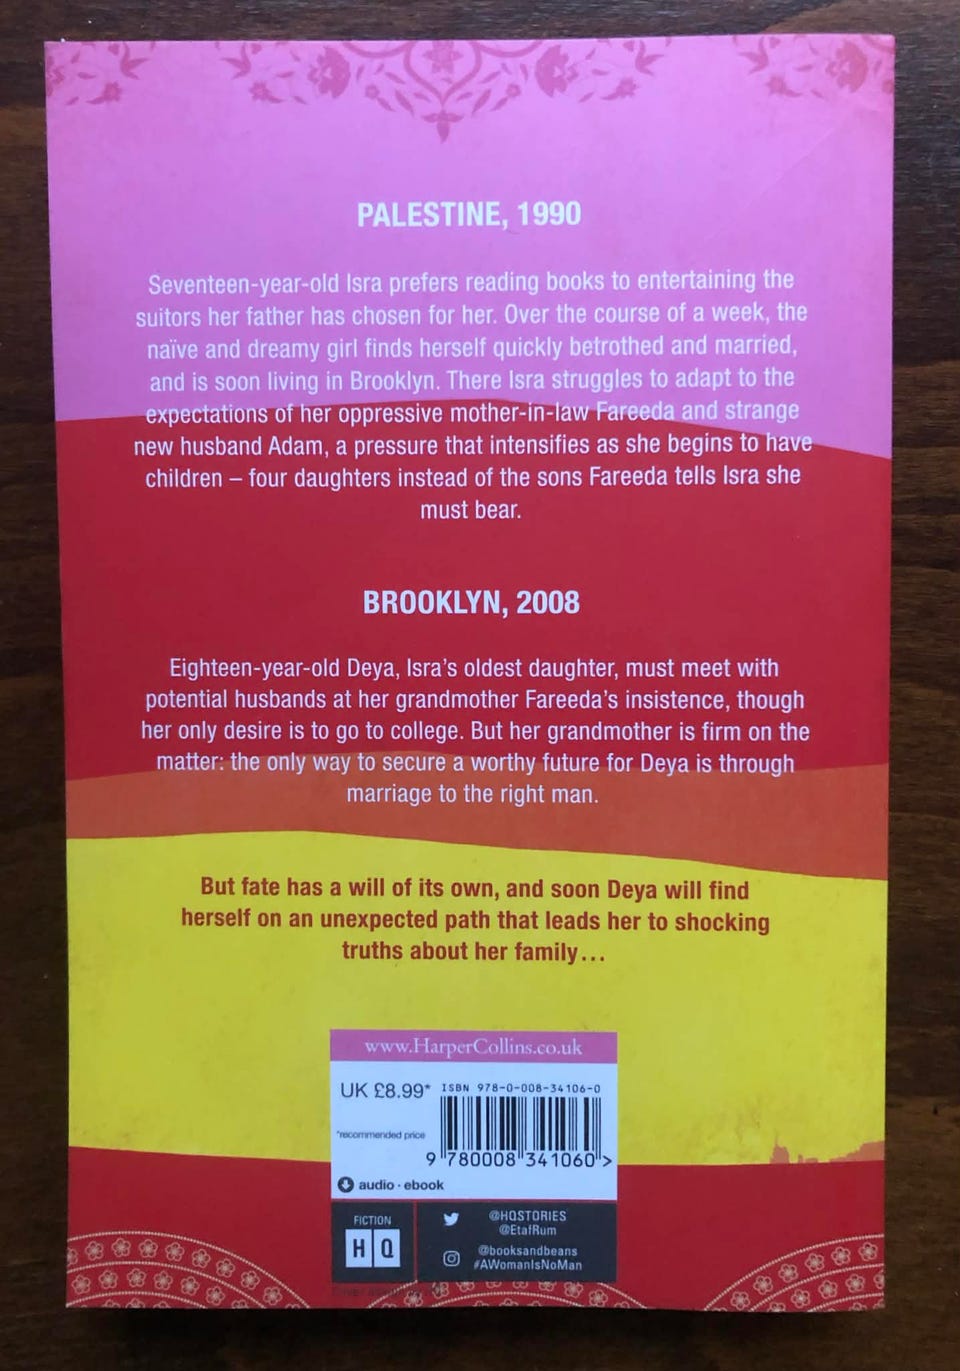 PALESTINE, 1990
Seventeen-year-old Isra prefers reading books to entertaining the
suitors her father has chosen for her. Over the course of a week, the
naïve and dreamy girl finds herself quickly betrothed and married,
and is soon living in Brooklyn. There Isra struggles to adapt to the
expectations of her oppressive mother-in-law Fareeda and strange
new husband Adam, a pressure that intensifies as she begins to have
children – four daughters instead of the sons Fareeda tells Isra she
must bear.
BROOKLYN, 2008
Eighteen-year-old Deya, Isra's oldest daughter, must meet with
potential husbands at her grandmother Fareeda's insistence, though
her only desire is to go to college. But her grandmother is firm on the
matter: the only way to secure a worthy future for Deya is through
marriage to the right man.
But fate has a will of its own, and soon Deya will find
herself on an unexpected path that leads her to shocking
truths about her family...
www.HarperCollins.co.uk
UK £8.99*
ISBN 978-0-008-34106-0
*recommended price
9 780008 341060 >
audio · ebook
FICTION
HQ
@HQSTORIES
@EtafRum
@booksandbeans
#AWomanIsNoMan